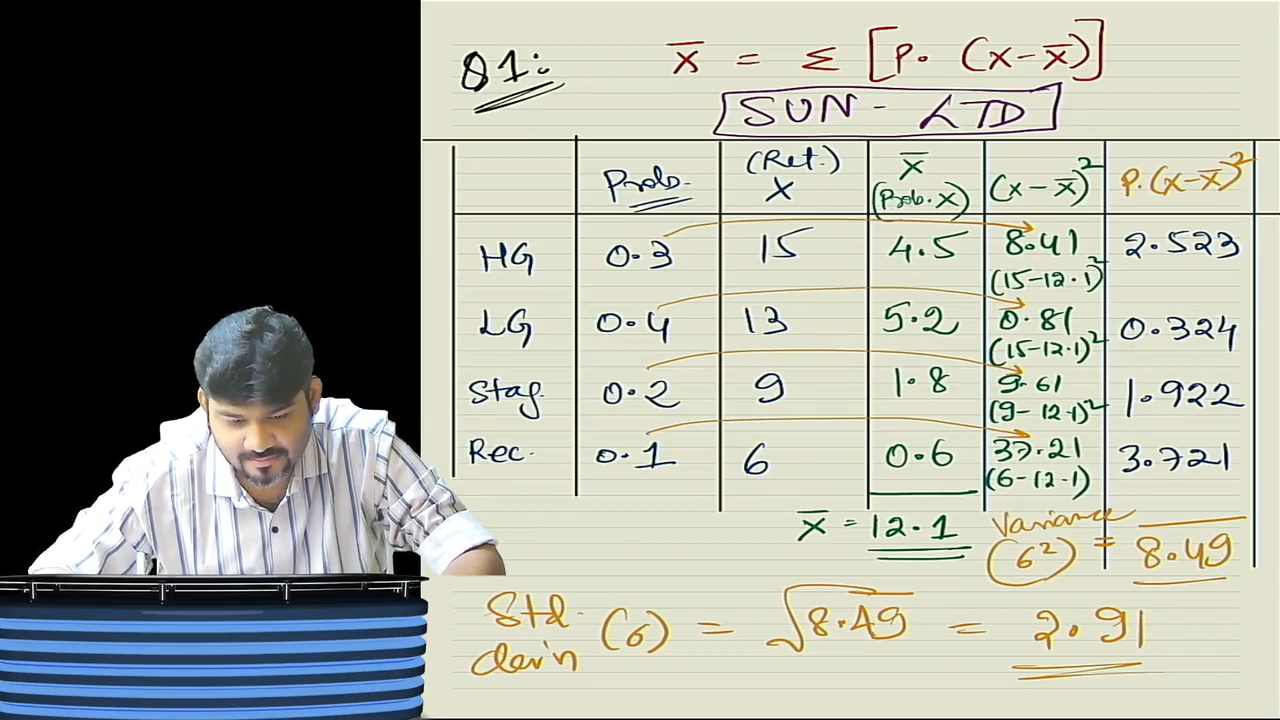 Q1:
x̄ = Σ [P. (x-x̄)]
SUN - LTD
Prob. (Ret.) X x̄ (Prob. X) (x-x̄)² P.(x-x̄)²
HG 0.3 15 4.5 8.41 (15-12.1)² 2.523
LG 0.4 13 5.2 0.81 (15-12.1)² 0.324
Stag. 0.2 9 1.8 9.61 (9-12.1)² 1.922
Rec. 0.1 6 0.6 37.21 (6-12.1) 3.721
x̄ = 12.1 Variance (σ²) = 8.49
Std. dev'n (σ) = √8.49 = 2.91